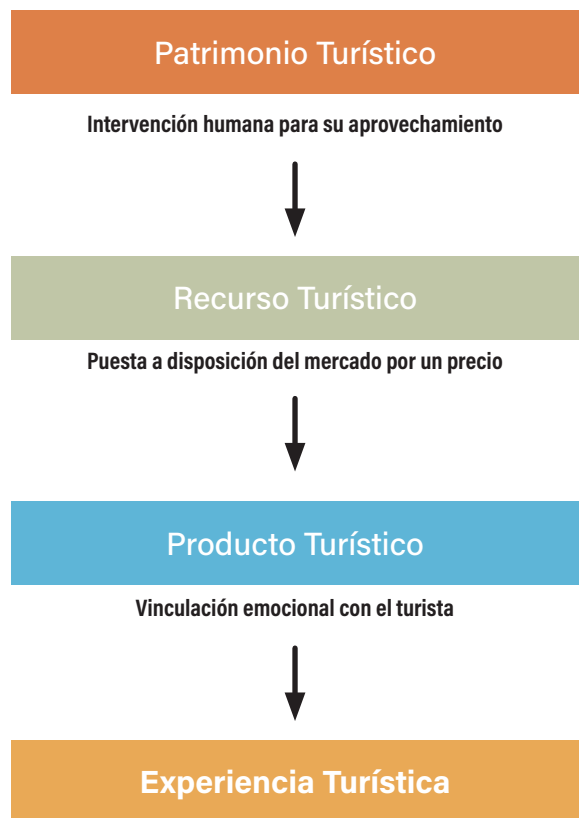 Patrimonio Turístico
Intervención humana para su aprovechamiento
Recurso Turístico
Puesta a disposición del mercado por un precio
Producto Turístico
Vinculación emocional con el turista
Experiencia Turística